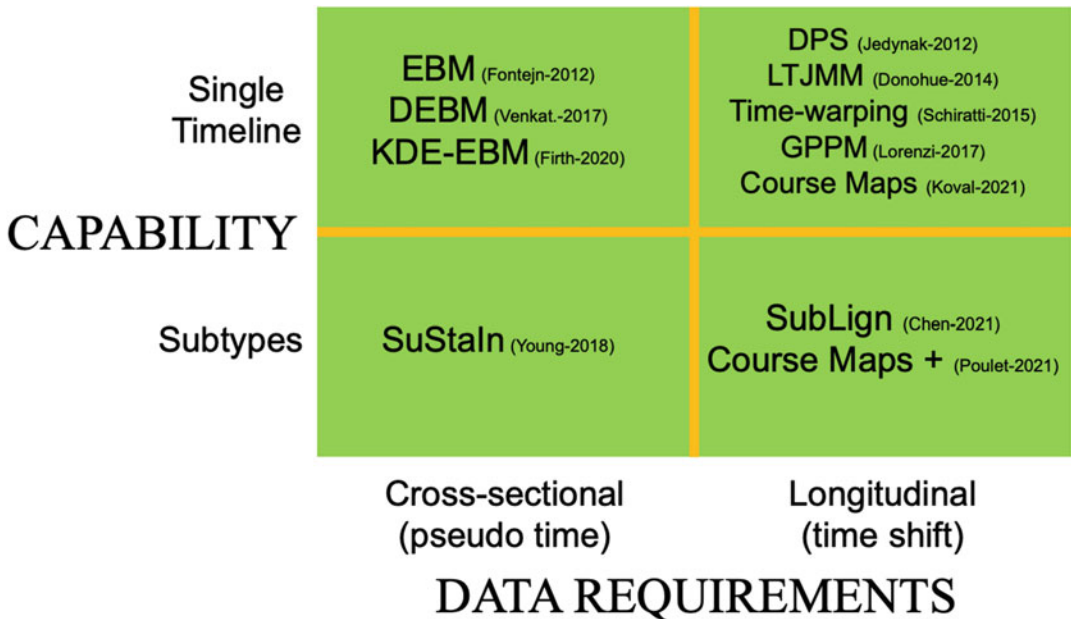 Single
Timeline
EBM (Fontejn-2012)
DEBM (Venkat.-2017)
KDE-EBM (Firth-2020)
DPS (Jedynak-2012)
LTJMM (Donohue-2014)
Time-warping (Schiratti-2015)
GPPM (Lorenzi-2017)
Course Maps (Koval-2021)
CAPABILITY
Subtypes
SuStaIn (Young-2018)
SubLign (Chen-2021)
Course Maps + (Poulet-2021)
Cross-sectional
(pseudo time)
Longitudinal
(time shift)
DATA REQUIREMENTS